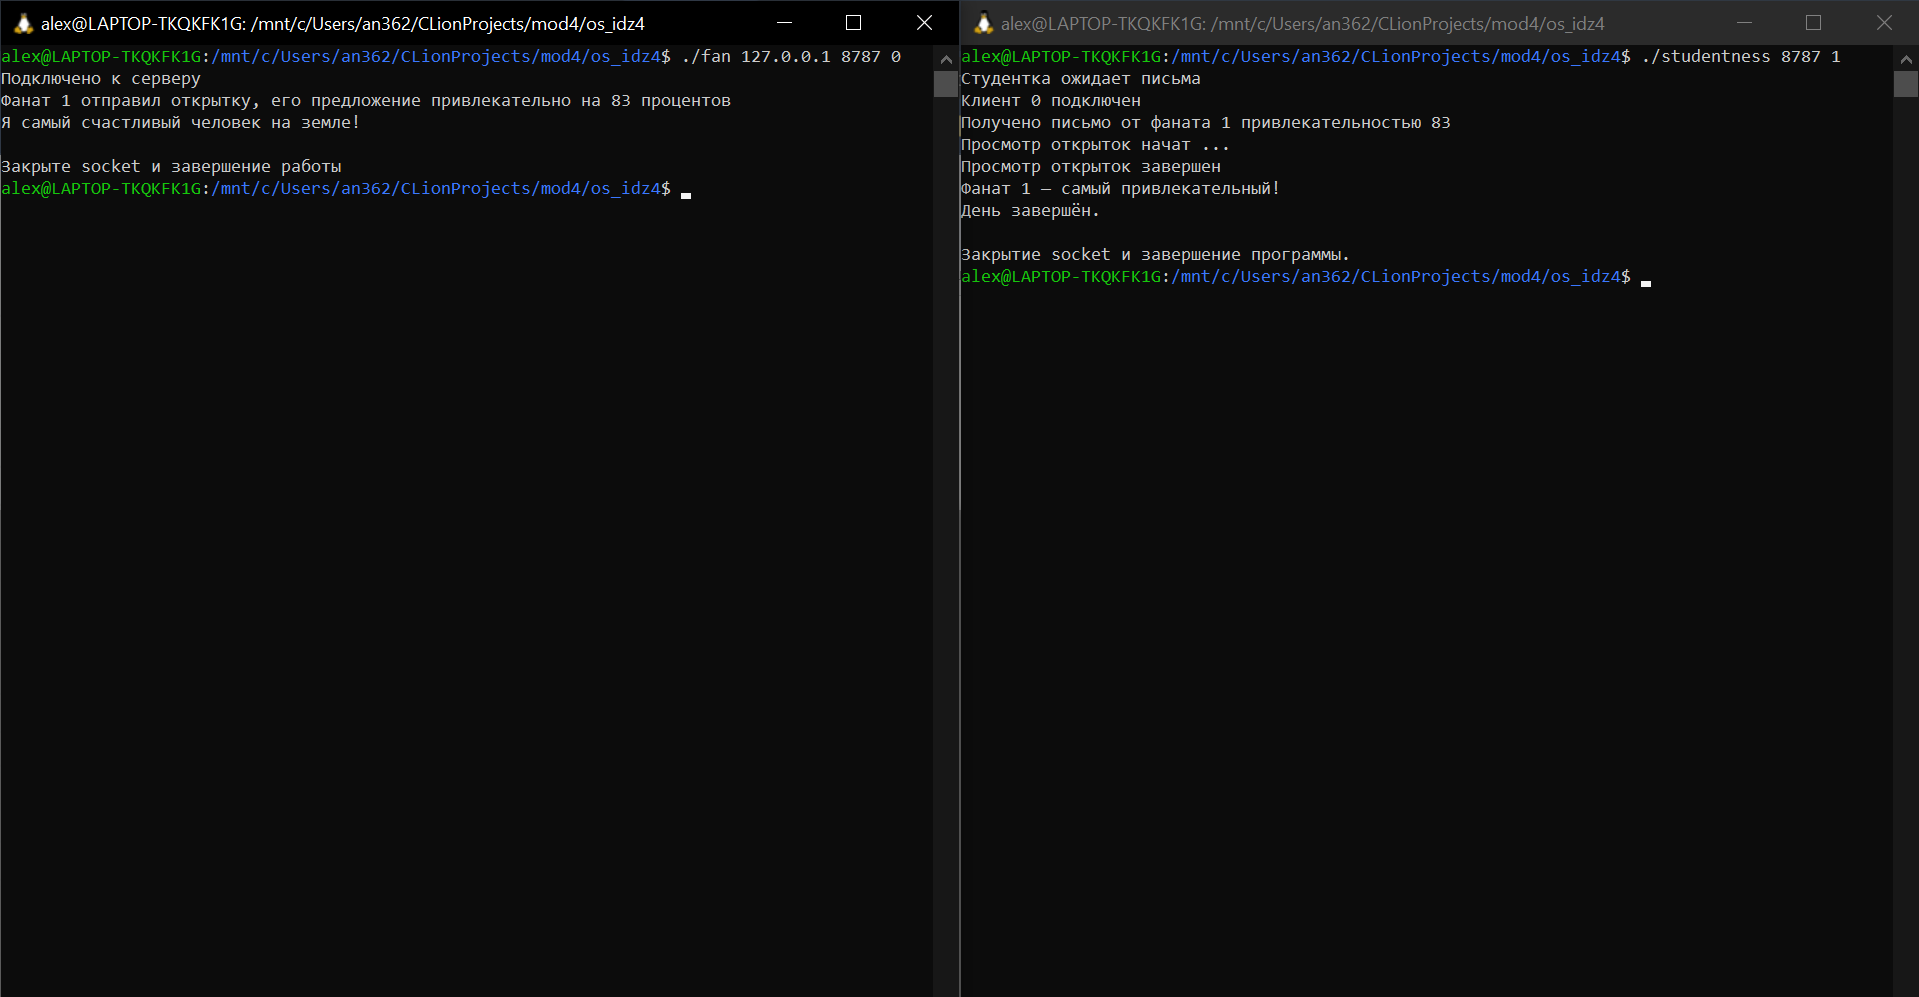 alex@LAPTOP-TKQKFK1G: /mnt/c/Users/an362/CLionProjects/mod4/os_idz4
alex@LAPTOP-TKQKFK1G:/mnt/c/Users/an362/CLionProjects/mod4/os_idz4$ ./fan 127.0.0.1 8787 0
Подключено к серверу
Фанат 1 отправил открытку, его предложение привлекательно на 83 процентов
Я самый счастливый человек на земле!
Закрыте socket и завершение работы
alex@LAPTOP-TKQKFK1G:/mnt/c/Users/an362/CLionProjects/mod4/os_idz4$
alex@LAPTOP-TKQKFK1G: /mnt/c/Users/an362/CLionProjects/mod4/os_idz4
alex@LAPTOP-TKQKFK1G:/mnt/c/Users/an362/CLionProjects/mod4/os_idz4$ ./studentness 8787 1
Студентка ожидает письма
Клиент 0 подключен
Получено письмо от фаната 1 привлекательностью 83
Просмотр открыток начат ...
Просмотр открыток завершен
Фанат 1 — самый привлекательный!
День завершён.
Закрытие socket и завершение программы.
alex@LAPTOP-TKQKFK1G:/mnt/c/Users/an362/CLionProjects/mod4/os_idz4$